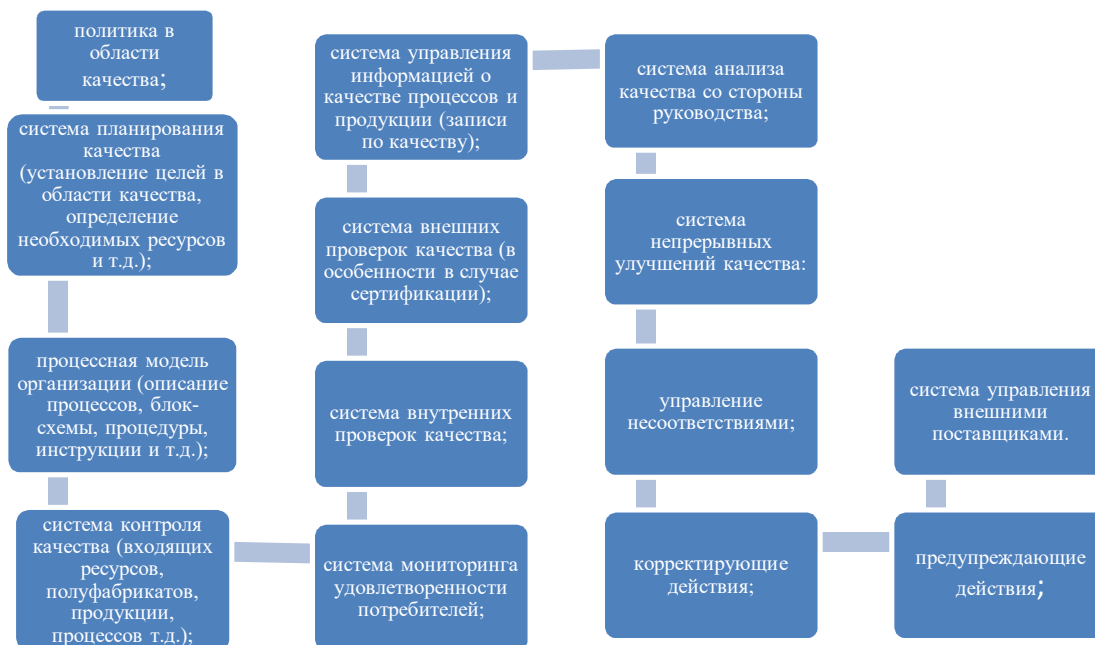 политика в
области
качества;
система планирования
качества
(установление целей в
области качества,
определение
необходимых ресурсов
и т.д.);
процессная модель
организации (описание
процессов, блок-
схемы, процедуры,
инструкции и т.д.);
система контроля
качества (входящих
ресурсов,
полуфабрикатов,
продукции,
процессов т.д.);
система мониторинга
удовлетворенности
потребителей;
система внутренних
проверок качества;
система внешних
проверок качества (в
особенности в случае
сертификации);
система управления
информацией о
качестве процессов и
продукции (записи
по качеству);
система анализа
качества со стороны
руководства;
система
непрерывных
улучшений качества:
управление
несоответствиями;
корректирующие
действия;
предупреждающие
действия;
система управления
внешними
поставщиками.